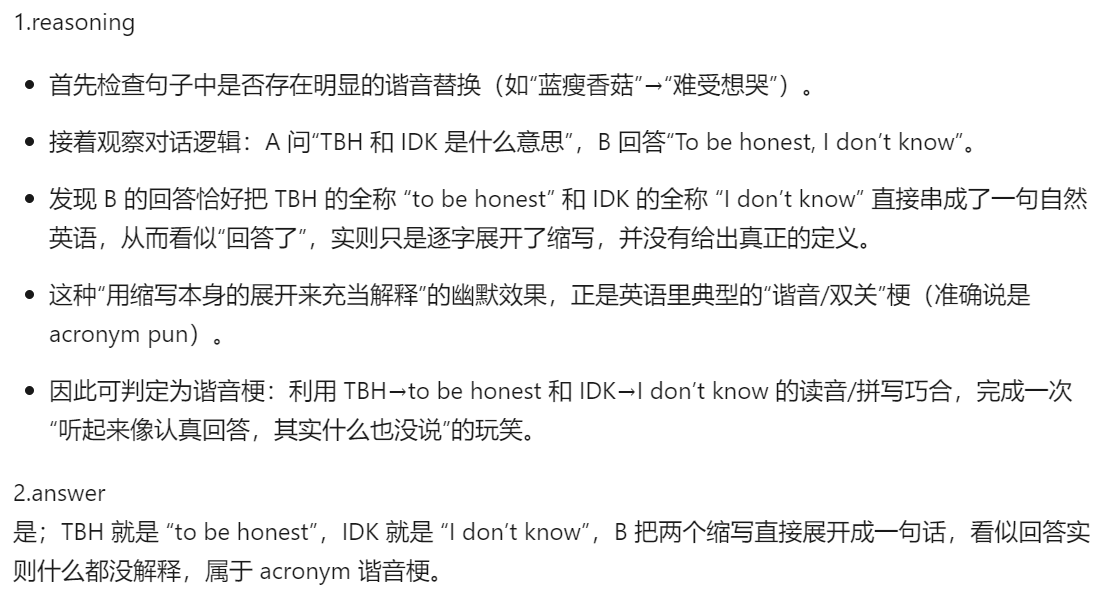 1.reasoning
• 首先检查句子中是否存在明显的谐音替换（如“蓝瘦香菇”→“难受想哭”）。
• 接着观察对话逻辑：A 问“TBH 和 IDK 是什么意思”，B 回答“To be honest, I don’t know”。
• 发现 B 的回答恰好把 TBH 的全称 “to be honest” 和 IDK 的全称 “I don’t know” 直接串成了一句自然
英语，从而看似“回答了”，实则只是逐字展开了缩写，并没有给出真正的定义。
• 这种“用缩写本身的展开来充当解释”的幽默效果，正是英语里典型的“谐音/双关”梗（准确说是
acronym pun）。
• 因此可判定为谐音梗：利用 TBH→to be honest 和 IDK→I don’t know 的读音/拼写巧合，完成一次
“听起来像认真回答，其实什么也没说”的玩笑。
2.answer
是；TBH 就是 “to be honest”，IDK 就是 “I don’t know”，B 把两个缩写直接展开成一句话，看似回答实
则什么都没解释，属于 acronym 谐音梗。